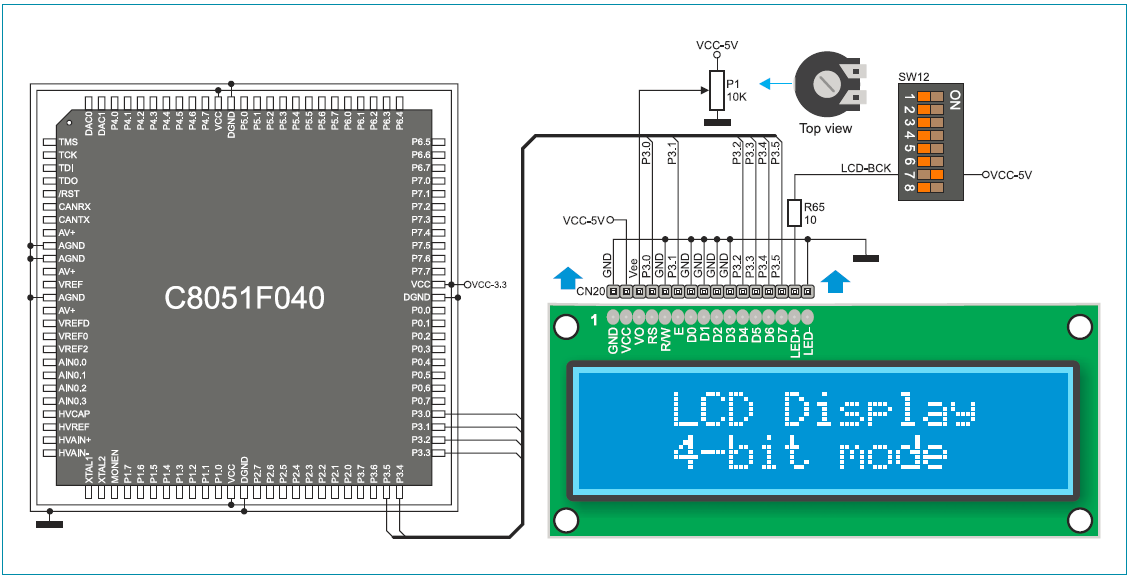 VCC-5V
P1
10K
Top view
SW12
ON
1
2
3
4
5
6
7
8
LCD-BCK
VCC-5V
R65
10
VCC-5V
P3.0
P3.1
P3.2
P3.3
P3.4
P3.5
GND
Vee
P3.0
GND
P3.1
GND
GND
GND
GND
P3.2
P3.3
P3.4
P3.5
CN20
1
GND
VCC
VO
RS
R/W
E
D0
D1
D2
D3
D4
D5
D6
D7
LED+
LED-
LCD Display
4-bit mode
DAC0
DAC1
P4.0
P4.1
P4.2
P4.3
P4.4
P4.5
P4.6
P4.7
VCC
DGND
P5.0
P5.1
P5.2
P5.3
P5.4
P5.5
P5.6
P5.7
P6.0
P6.1
P6.2
P6.3
P6.4
TMS
TCK
TDI
TDO
/RST
CANRX
CANTX
AV+
AGND
AGND
AV+
VREF
AGND
AV+
VREFD
VREF0
VREF2
AIN0.0
AIN0.1
AIN0.2
AIN0.3
HVCAP
HVREF
HVAIN+
HVAIN-
C8051F040
P6.5
P6.6
P6.7
P7.0
P7.1
P7.2
P7.3
P7.4
P7.5
P7.6
P7.7
VCC
DGND
P0.0
P0.1
P0.2
P0.3
P0.4
P0.5
P0.6
P0.7
P3.0
P3.1
P3.2
P3.3
VCC-3.3
XTAL1
XTAL2
MONEN
P1.7
P1.6
P1.5
P1.4
P1.3
P1.2
P1.1
P1.0
VCC
DGND
P2.7
P2.6
P2.5
P2.4
P2.3
P2.2
P2.1
P2.0
P3.7
P3.6
P3.5
P3.4